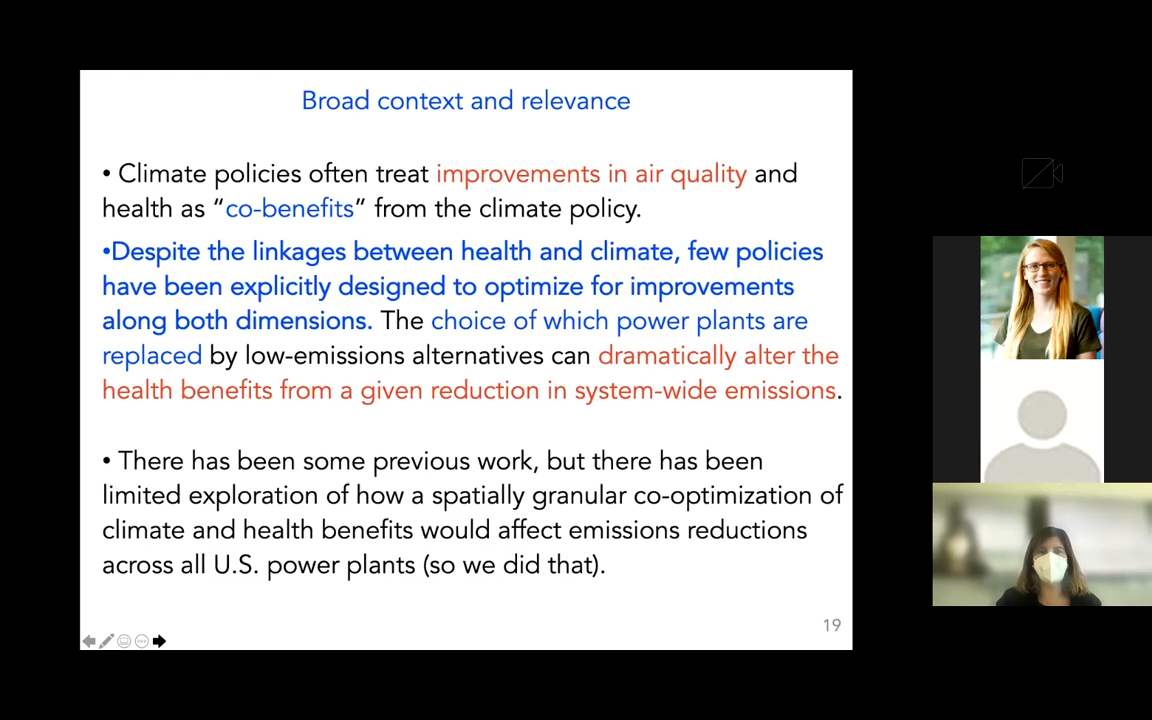 Broad context and relevance
• Climate policies often treat improvements in air quality and
health as “co-benefits” from the climate policy.
•Despite the linkages between health and climate, few policies
have been explicitly designed to optimize for improvements
along both dimensions. The choice of which power plants are
replaced by low-emissions alternatives can dramatically alter the
health benefits from a given reduction in system-wide emissions.
• There has been some previous work, but there has been
limited exploration of how a spatially granular co-optimization of
climate and health benefits would affect emissions reductions
across all U.S. power plants (so we did that).
19